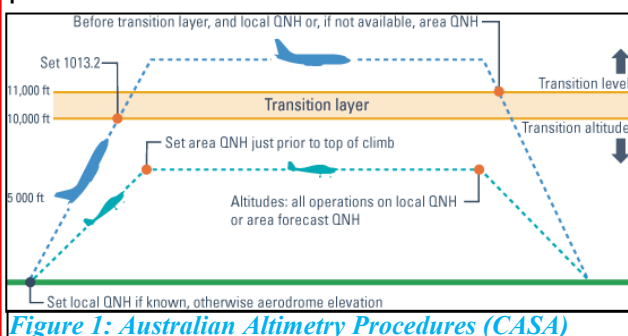 Before transition layer, and local QNH or, if not available, area QNH
Set 1013.2
Transition level
11,000 ft
Transition layer
10,000 ft
Transition altitude
Set area QNH just prior to top of climb
5 000 ft
Altitudes: all operations on local QNH
or area forecast QNH
Set local QNH if known, otherwise aerodrome elevation
Figure 1: Australian Altimetry Procedures (CASA)